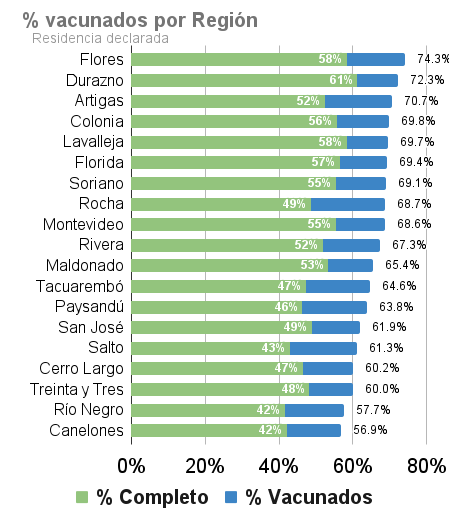 % vacunados por Región
Residencia declarada
Flores 58% 74.3%
Durazno 61% 72.3%
Artigas 52% 70.7%
Colonia 56% 69.8%
Lavalleja 58% 69.7%
Florida 57% 69.4%
Soriano 55% 69.1%
Rocha 49% 68.7%
Montevideo 55% 68.6%
Rivera 52% 67.3%
Maldonado 53% 65.4%
Tacuarembó 47% 64.6%
Paysandú 46% 63.8%
San José 49% 61.9%
Salto 43% 61.3%
Cerro Largo 47% 60.2%
Treinta y Tres 48% 60.0%
Río Negro 42% 57.7%
Canelones 42% 56.9%
0% 20% 40% 60% 80%
% Completo % Vacunados